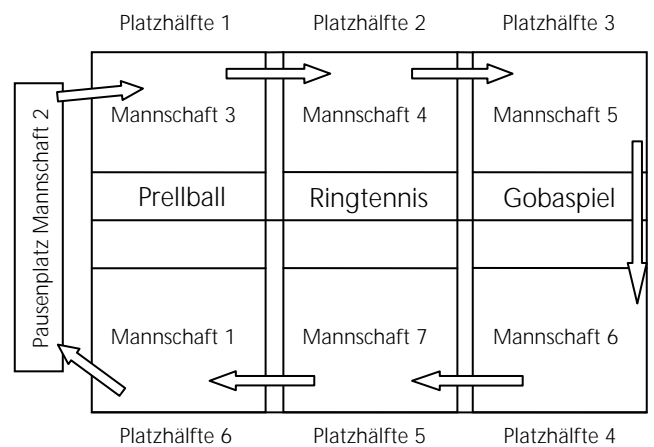 Platzhälfte 1 Platzhälfte 2 Platzhälfte 3
Pausenplatz Mannschaft 2
Mannschaft 3 Mannschaft 4 Mannschaft 5
Prellball Ringtennis Gobaspiel
Mannschaft 1 Mannschaft 7 Mannschaft 6
Platzhälfte 6 Platzhälfte 5 Platzhälfte 4